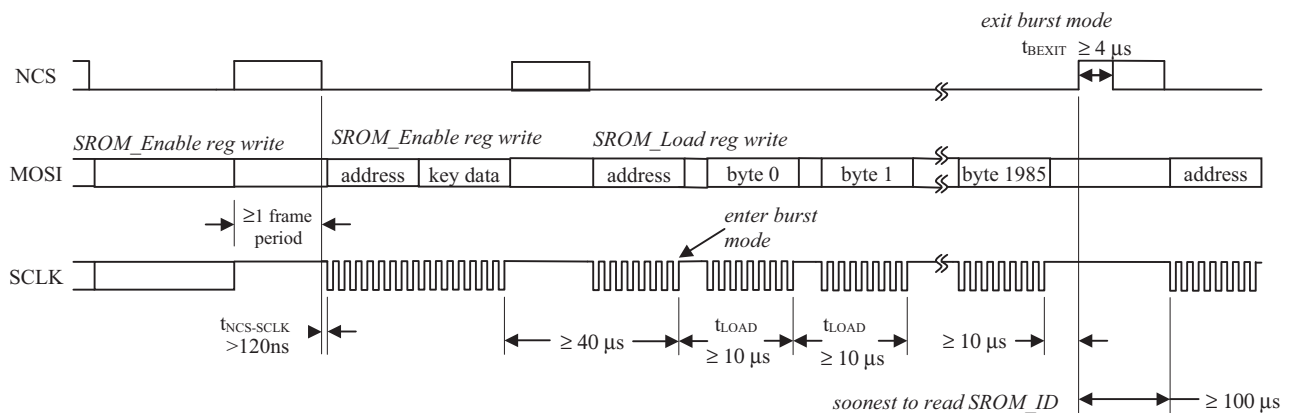 exit burst mode
tBEXIT ≥ 4 μs
NCS
SROM_Enable reg write SROM_Enable reg write SROM_Load reg write
MOSI address key data address byte 0 byte 1 byte 1985 address
≥1 frame
period
enter burst
mode
SCLK
tNCS-SCLK
>120ns
≥ 40 μs
tLOAD
≥ 10 μs
tLOAD
≥ 10 μs
≥ 10 μs
soonest to read SROM_ID ≥ 100 μs